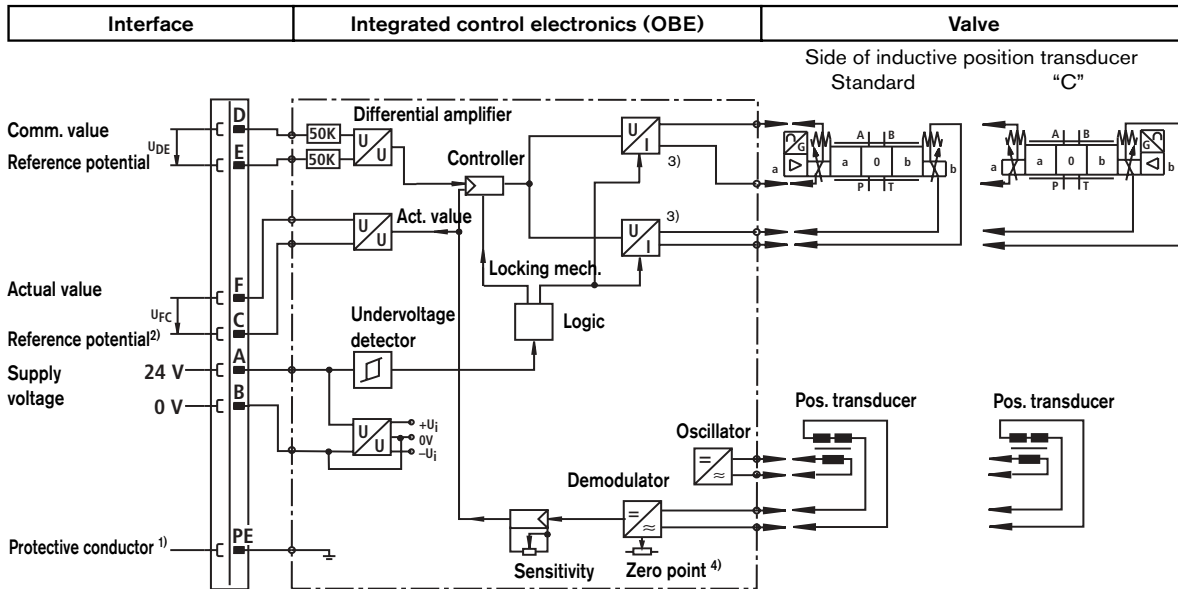 Interface
Integrated control electronics (OBE)
Valve
Side of inductive position transducer
Standard
“C”
D
Comm. value
UDE
Reference potential
E
50K
50K
Differential amplifier
U
U
Controller
U
I
3)
A B
a 0 b
P T
G
a
b
A B
a 0 b
P T
G
a
b
Act. value
U
U
3)
U
I
Locking mech.
F
Actual value
UFC
C
Reference potential2)
Undervoltage
detector
Logic
A
Supply
voltage
24 V
B
0 V
U
U
+Ui
0V
–Ui
Oscillator
=
≈
Pos. transducer
Pos. transducer
Demodulator
=
≈
PE
Protective conductor 1)
Sensitivity
Zero point 4)